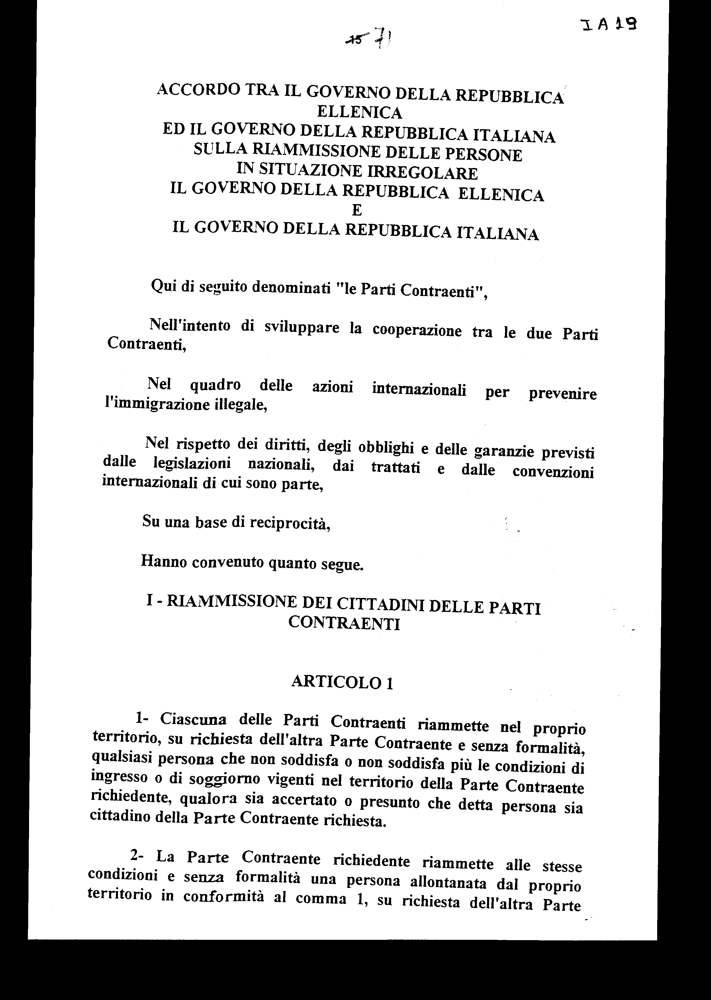 I A 19
15 71
ACCORDO TRA IL GOVERNO DELLA REPUBBLICA
ELLENICA
ED IL GOVERNO DELLA REPUBBLICA ITALIANA
SULLA RIAMMISSIONE DELLE PERSONE
IN SITUAZIONE IRREGOLARE
IL GOVERNO DELLA REPUBBLICA ELLENICA
E
IL GOVERNO DELLA REPUBBLICA ITALIANA
Qui di seguito denominati "le Parti Contraenti",
Nell'intento di sviluppare la cooperazione tra le due Parti
Contraenti,
Nel quadro delle azioni internazionali per prevenire
l'immigrazione illegale,
Nel rispetto dei diritti, degli obblighi e delle garanzie previsti
dalle legislazioni nazionali, dai trattati e dalle convenzioni
internazionali di cui sono parte,
Su una base di reciprocità,
Hanno convenuto quanto segue.
I - RIAMMISSIONE DEI CITTADINI DELLE PARTI
CONTRAENTI
ARTICOLO 1
1- Ciascuna delle Parti Contraenti riammette nel proprio
territorio, su richiesta dell'altra Parte Contraente e senza formalità,
qualsiasi persona che non soddisfa o non soddisfa più le condizioni di
ingresso o di soggiorno vigenti nel territorio della Parte Contraente
richiedente, qualora sia accertato o presunto che detta persona sia
cittadino della Parte Contraente richiesta.
2- La Parte Contraente richiedente riammette alle stesse
condizioni e senza formalità una persona allontanata dal proprio
territorio in conformità al comma 1, su richiesta dell'altra Parte